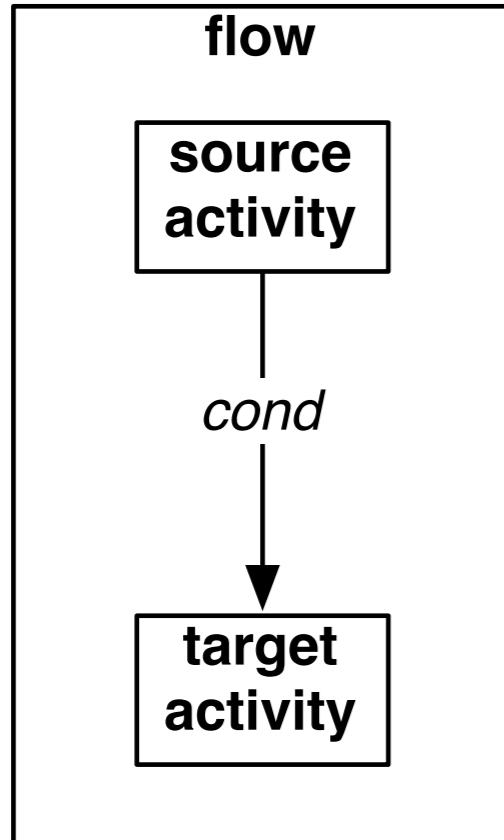 flow
source
activity
cond
target
activity